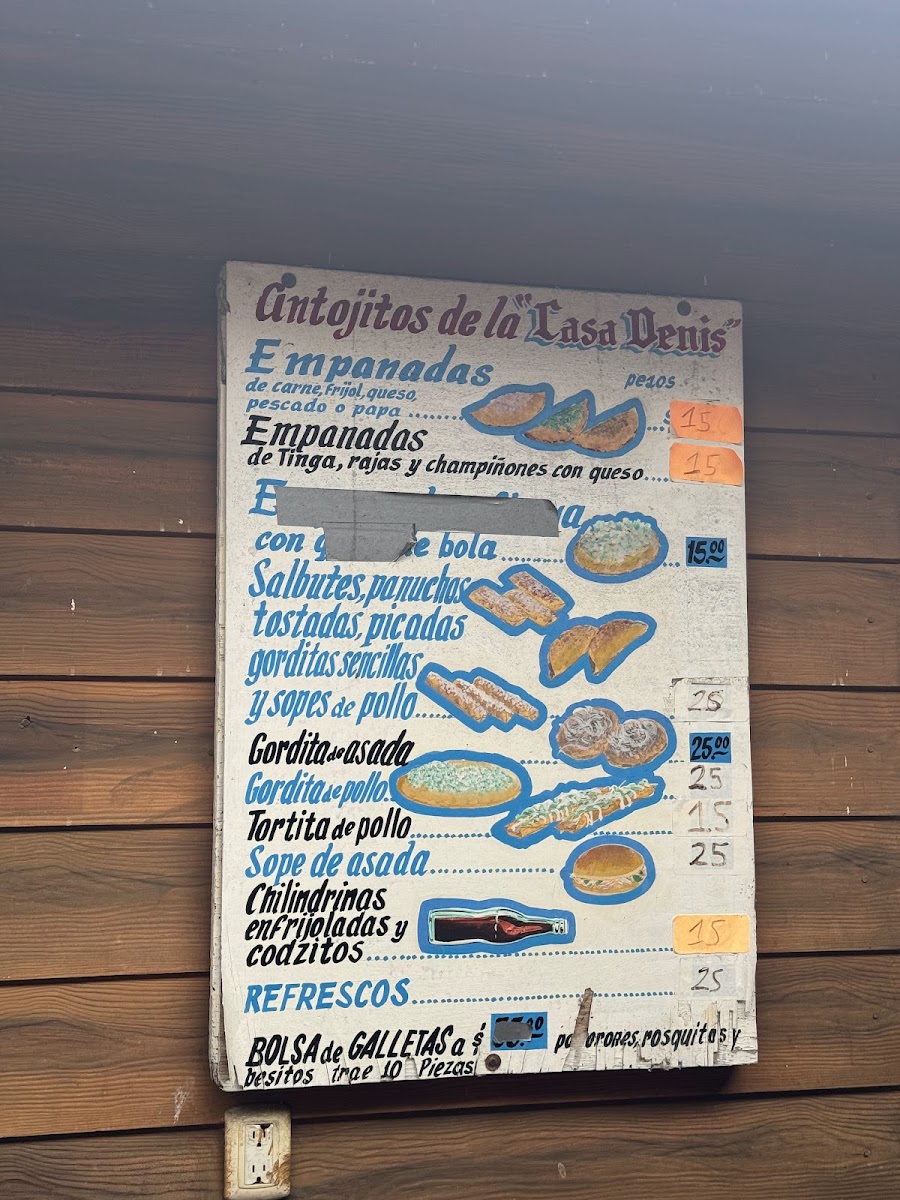 Antojitos de la "Casa Denis"
Empanadas pesos
de carne, Frijol, queso,
pescado o papa ........ $ 15
Empanadas
de Tinga, rajas y champiñones con queso..... 15
con e bola ........ 15.00
Salbutes, panuchos
tostadas, picadas
gorditas sencillas
y sopes de pollo ........ 25
Gordita de asada ........ 25.00
Gordita de pollo ........ 25
Tortita de pollo ........ 15
Sope de asada ........ 25
Chilindrinas
enfrijoladas y
codzitos ........ 15
REFRESCOS ........ 25
BOLSA de GALLETAS a $ rosquitas y
besitos trae 10 Piezas